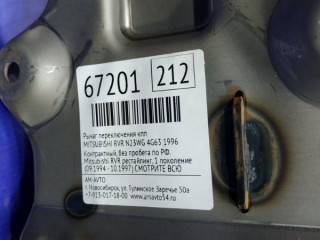 67201 212
Рычаг переключения кпп
MITSUBISHI RVR N23WG 4G63 1996
Контрактный, без пробега по РФ.
Mitsubishi RVR рестайлинг, 1 поколение
(09.1994 - 10.1997) (СМОТРИТЕ ВСЮ
АМ-АВТО
г. Новосибирск, ул. Тулинское Заречье 50а
+7-913-017-18-00 www.amavto54.ru